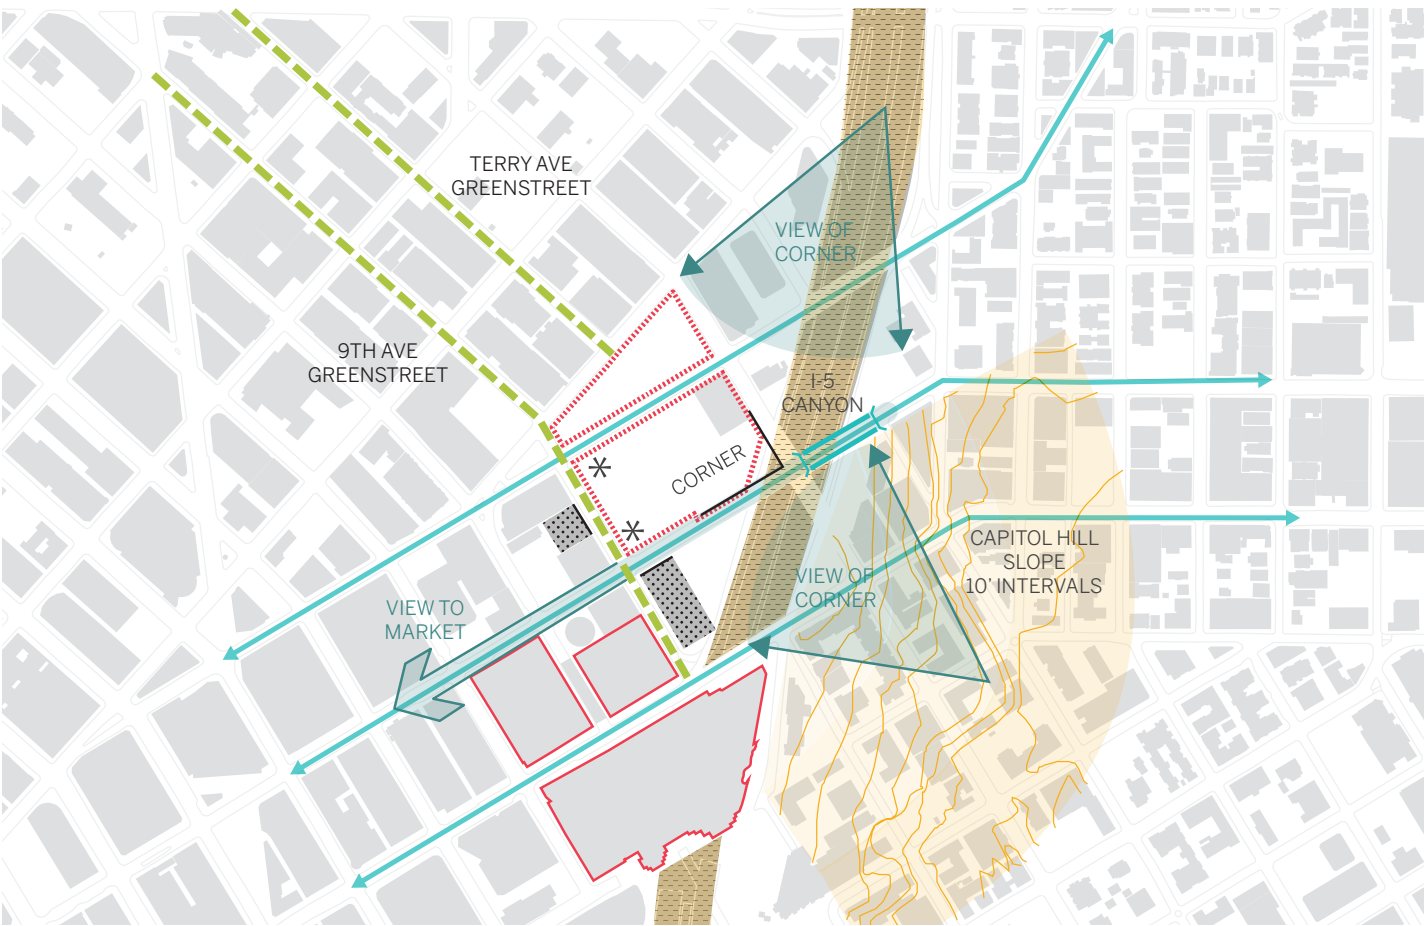 TERRY AVE
GREENSTREET
VIEW OF
CORNER
9TH AVE
GREENSTREET
I-5
CANYON
CORNER
CAPITOL HILL
SLOPE
10' INTERVALS
VIEW OF
CORNER
VIEW TO
MARKET